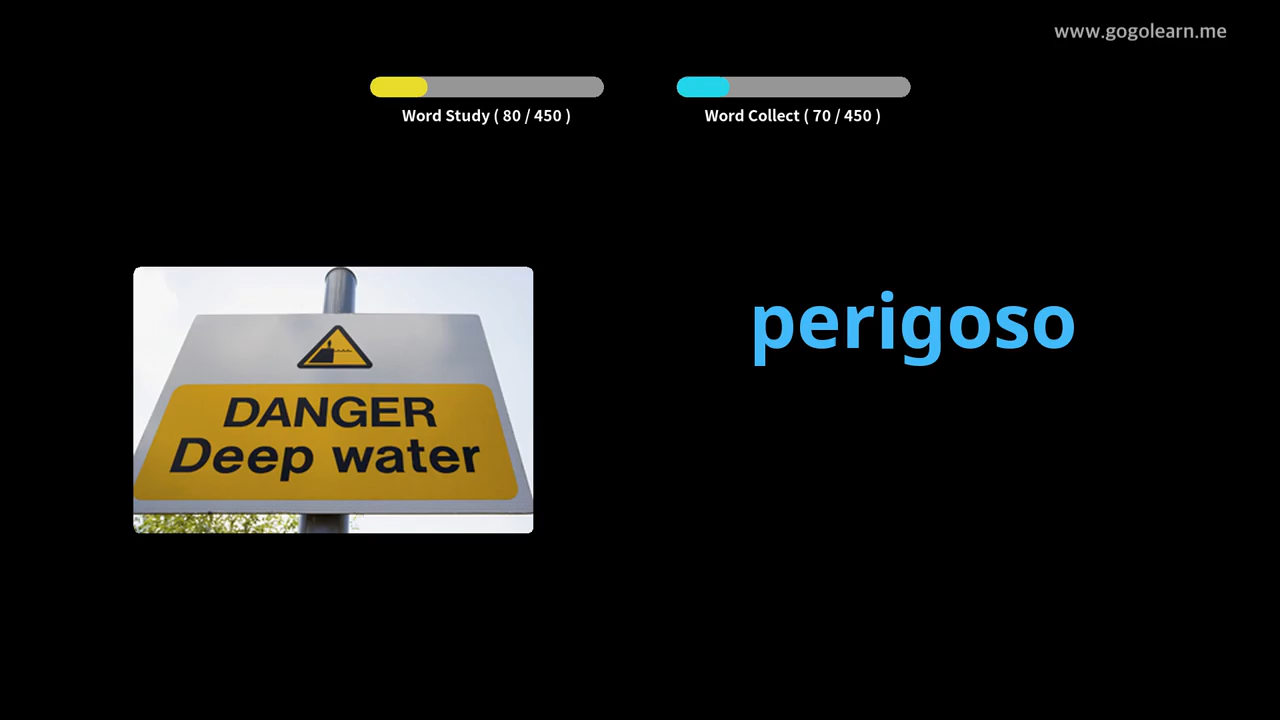 www.gogolearn.me
Word Study ( 80 / 450 )
Word Collect ( 70 / 450 )
DANGER
Deep water
perigoso